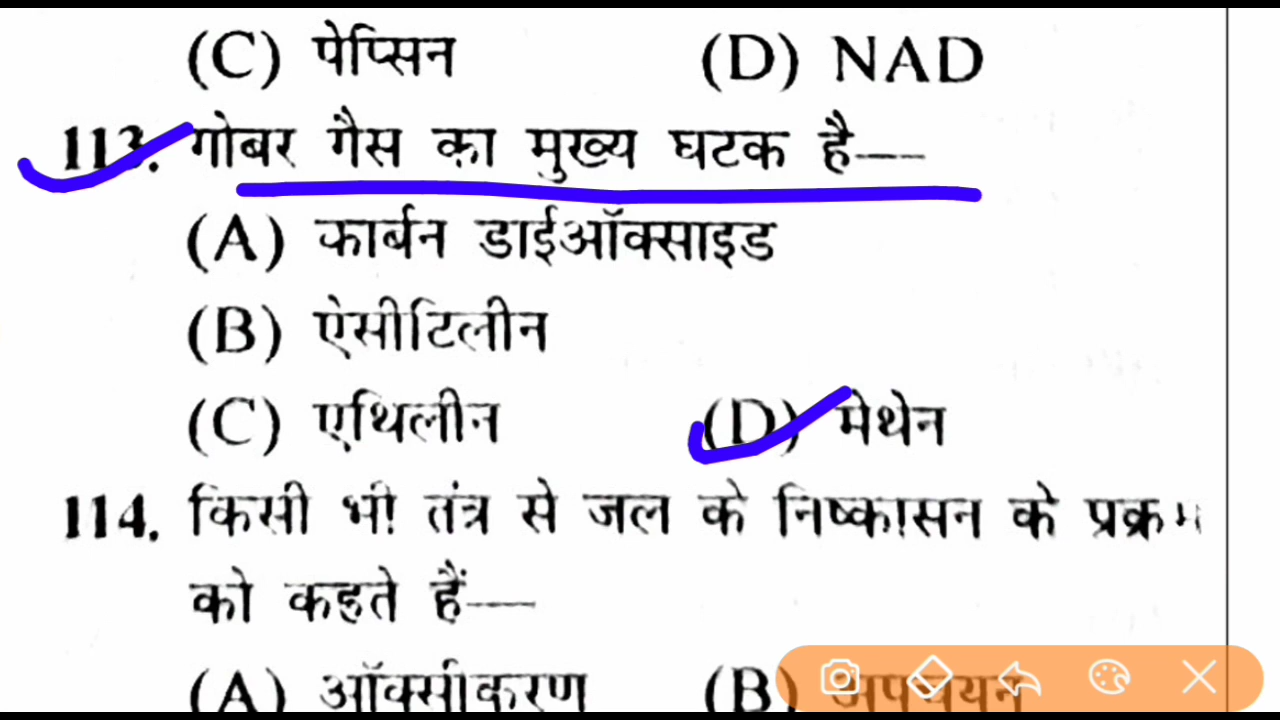 (C) पेप्सिन (D) NAD
113. गोबर गैस का मुख्य घटक है—
(A) कार्बन डाईऑक्साइड
(B) ऐसीटिलीन
(C) एथिलीन (D) मेथेन
114. किसी भी तंत्र से जल के निष्कासन के प्रक्रम
को कहते हैं—
(A) ऑक्सीकरण (B) अपचयन